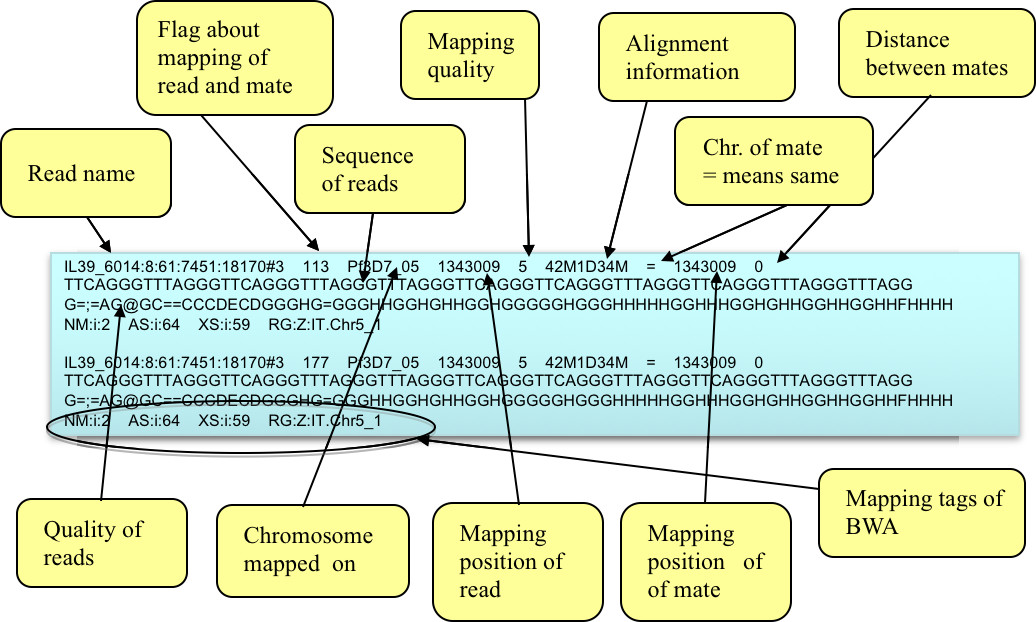 Flag about
mapping of
read and mate
Mapping
quality
Alignment
information
Distance
between mates
Read name
Sequence
of reads
Chr. of mate
= means same
IL39_6014:8:61:7451:18170#3 113 Pf3D7_05 1343009 5 42M1D34M = 1343009 0
TTCAGGGTTTAGGGTTCAGGGTTTAGGGTTTAGGGTTCAGGGTTCAGGGTTTAGGGTTCAGGGTTTAGGGTTTAGG
G=;=AG@GC==CCCDECDGGGHG=GGGHHGGHGHHGGHGGGGGHGGGHHHHHGGHHHGGHGHHGGHHGGHHFHHHH
NM:i:2 AS:i:64 XS:i:59 RG:Z:IT.Chr5_1
IL39_6014:8:61:7451:18170#3 177 Pf3D7_05 1343009 5 42M1D34M = 1343009 0
TTCAGGGTTTAGGGTTCAGGGTTTAGGGTTTAGGGTTCAGGGTTCAGGGTTTAGGGTTCAGGGTTTAGGGTTTAGG
G=;=AG@GC==CCCDECDGGGHG=GGGHHGGHGHHGGHGGGGGHGGGHHHHHGGHHHGGHGHHGGHHGGHHFHHHH
NM:i:2 AS:i:64 XS:i:59 RG:Z:IT.Chr5_1
Quality of
reads
Chromosome
mapped on
Mapping
position of
read
Mapping
position of
of mate
Mapping tags of
BWA